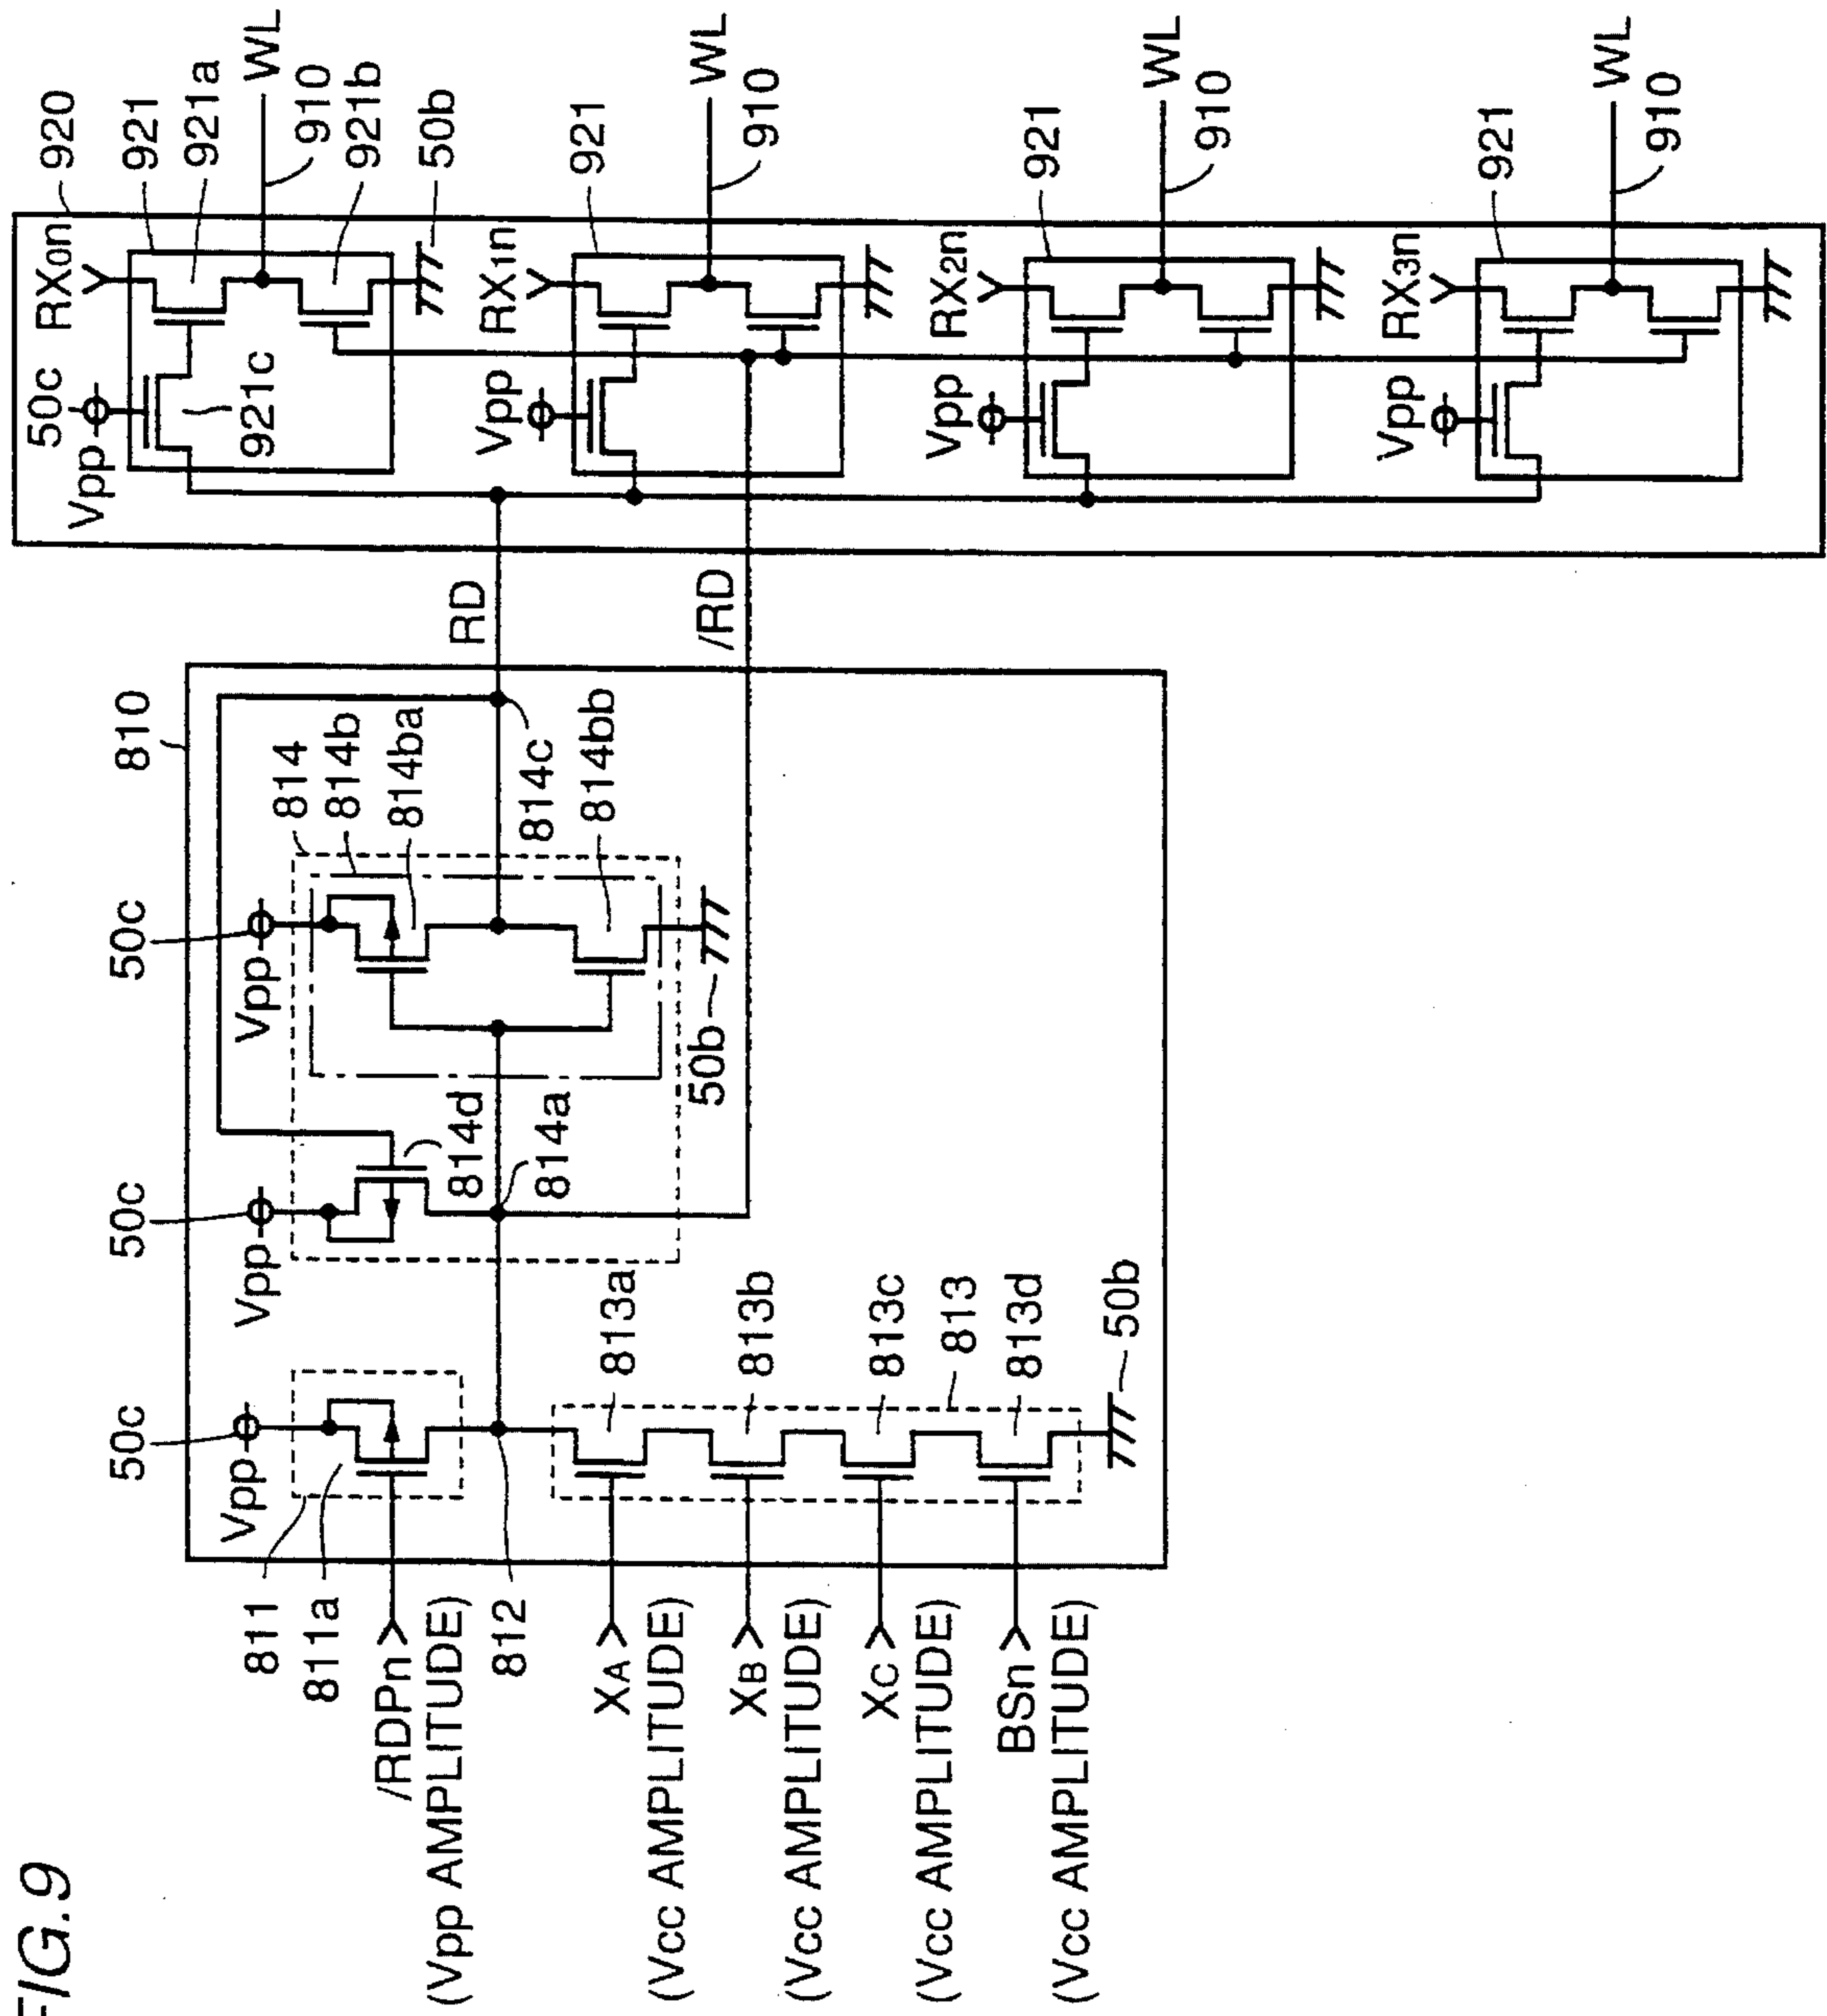 FIG.9
50c
Vpp
811
811a
/RDPn
(Vpp AMPLITUDE)
812
XA
(Vcc AMPLITUDE)
XB
(Vcc AMPLITUDE)
XC
(Vcc AMPLITUDE)
BSn
(Vcc AMPLITUDE)
813a
813b
813c
813
813d
50b
50c
Vpp
814d
814a
50c
Vpp
50b
810
814
814b
814ba
814c
814bb
RD
/RD
920
50c
Vpp
921c
RX0n
921
921a
WL
910
921b
50b
Vpp
RX1n
921
WL
910
Vpp
RX2n
921
WL
910
Vpp
RX3n
921
WL
910